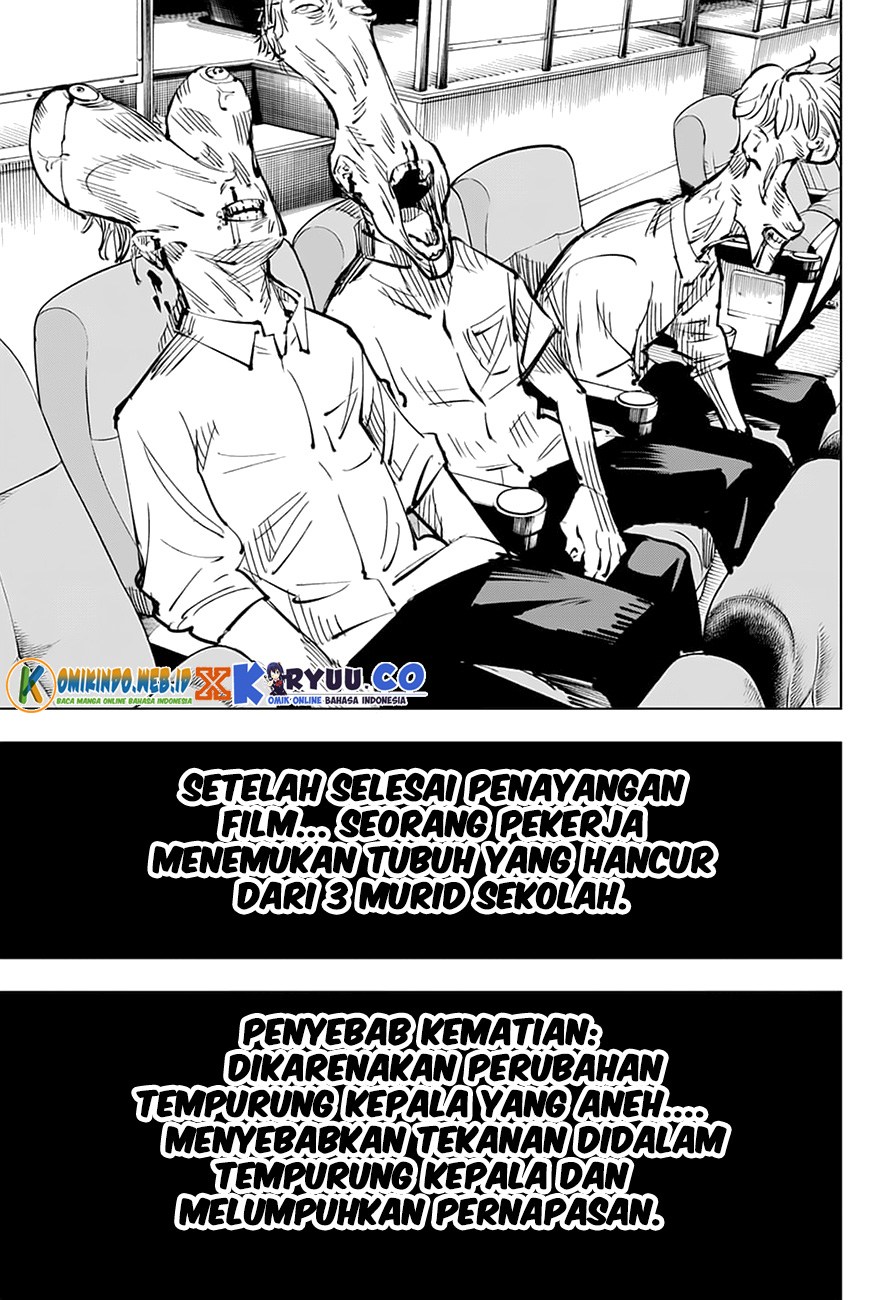 KOMIKINDO.WEB.ID X KIRYUU.CO
BACA MANGA ONLINE BAHASA INDONESIA
KOMIK ONLINE BAHASA INDONESIA
SETELAH SELESAI PENAYANGAN
FILM... SEORANG PEKERJA
MENEMUKAN TUBUH YANG HANCUR
DARI 3 MURID SEKOLAH.
PENYEBAB KEMATIAN:
DIKARENAKAN PERUBAHAN
TEMPURUNG KEPALA YANG ANEH....
MENYEBABKAN TEKANAN DIDALAM
TEMPURUNG KEPALA DAN
MELUMPUHKAN PERNAPASAN.